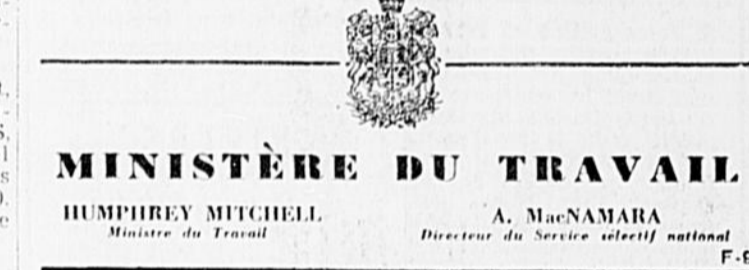 MINISTÈRE DU TRAVAIL
HUMPHREY MITCHELL
Ministre du Travail
A. MacNAMARA
Directeur du Service sélectif national